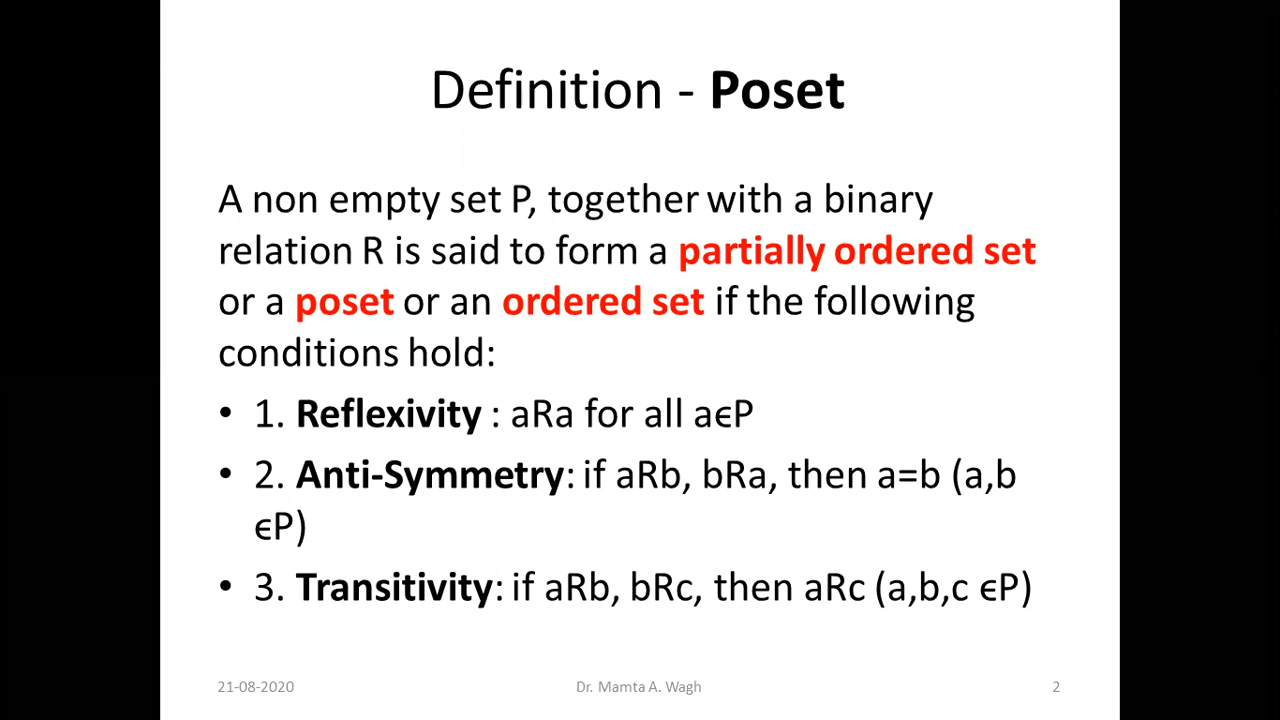 Definition - Poset
A non empty set P, together with a binary
relation R is said to form a partially ordered set
or a poset or an ordered set if the following
conditions hold:
• 1. Reflexivity : aRa for all aϵP
• 2. Anti-Symmetry: if aRb, bRa, then a=b (a,b
ϵP)
• 3. Transitivity: if aRb, bRc, then aRc (a,b,c ϵP)
21-08-2020 Dr. Mamta A. Wagh 2